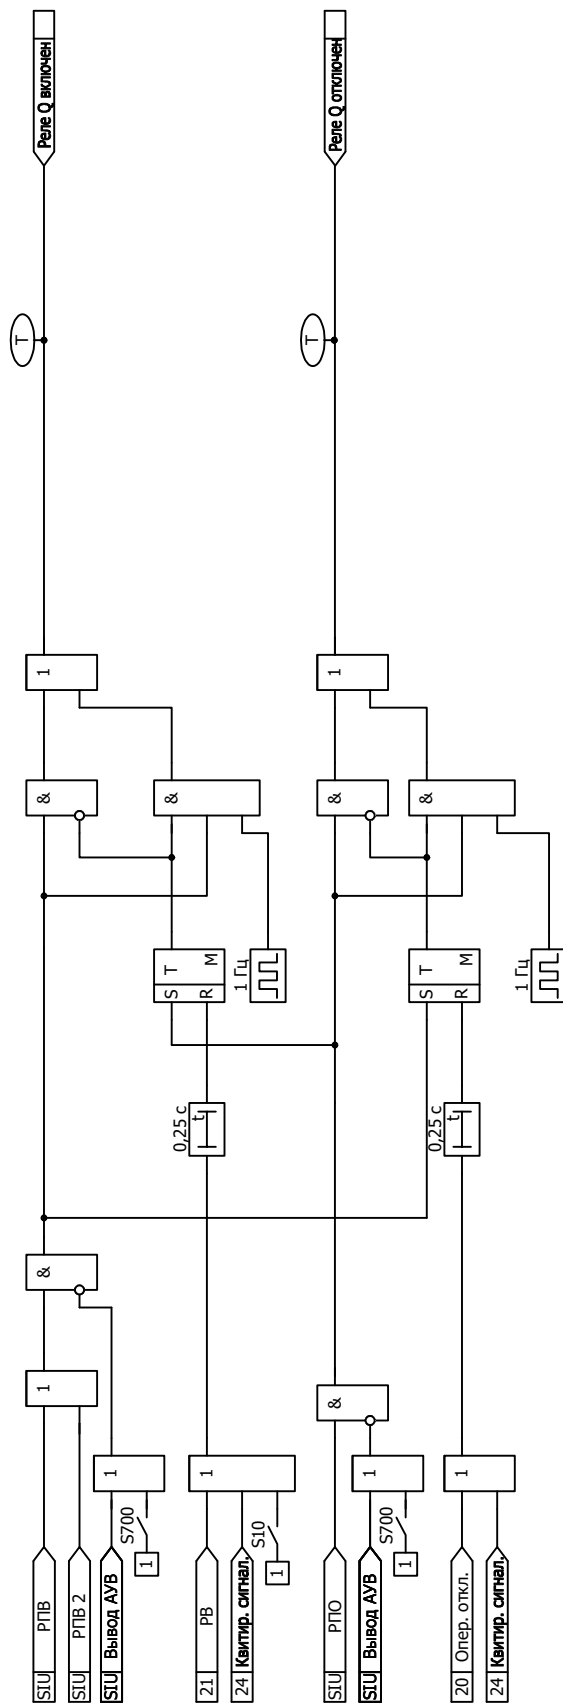 SIU РПВ
SIU РПВ 2
SIU Вывод АУВ
1
S700
1
1
&
21 РВ
24 Квитир. сигнал.
1
S10
1
0,25 с
t
S T
R M
1 Гц
&
&
1
T
Реле Q включен
SIU РПО
SIU Вывод АУВ
1
S700
1
&
20 Опер. откл.
24 Квитир. сигнал.
1
0,25 с
t
S T
R M
1 Гц
&
&
1
T
Реле Q отключен